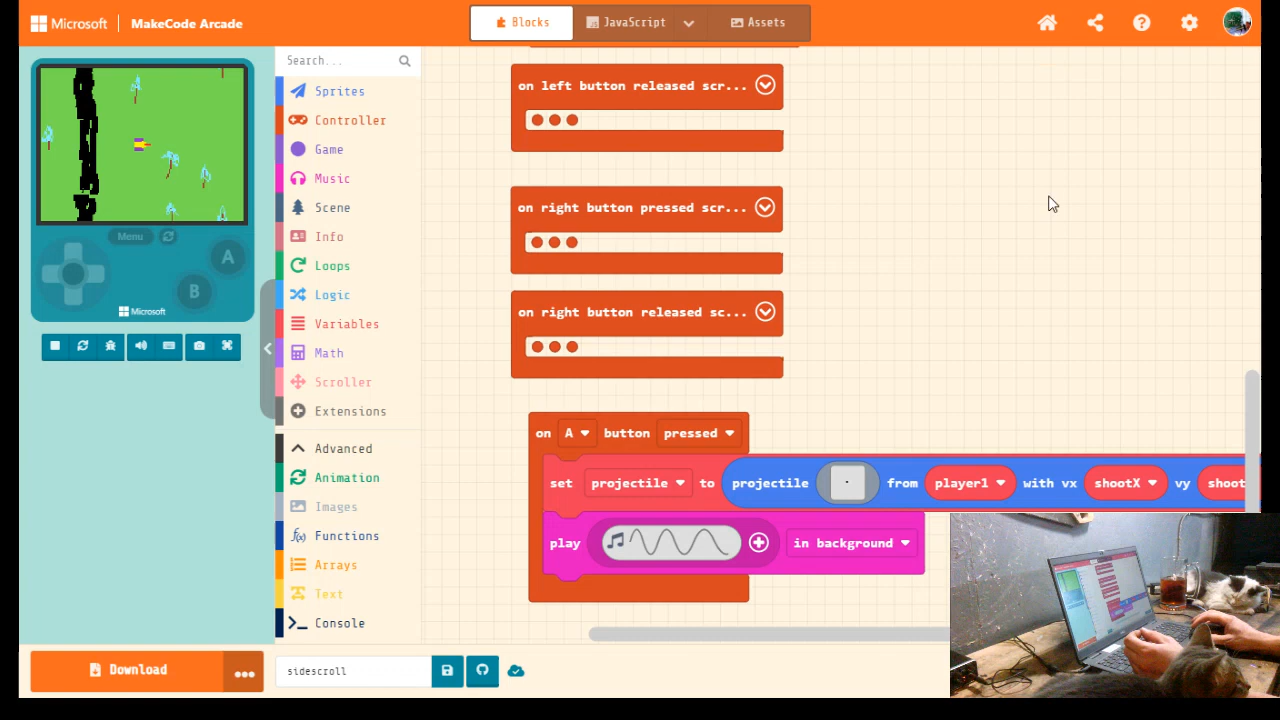 Microsoft MakeCode Arcade Blocks JavaScript Assets
Menu
A
B
Microsoft
Search...
Sprites
Controller
Game
Music
Scene
Info
Loops
Logic
Variables
Math
Scroller
Extensions
Advanced
Animation
Images
Functions
Arrays
Text
Console
on left button released scr...
on right button pressed scr...
on right button released sc...
on A button pressed
set projectile to projectile from player1 with vx shootX vy shoot
play in background
Download
sidescroll